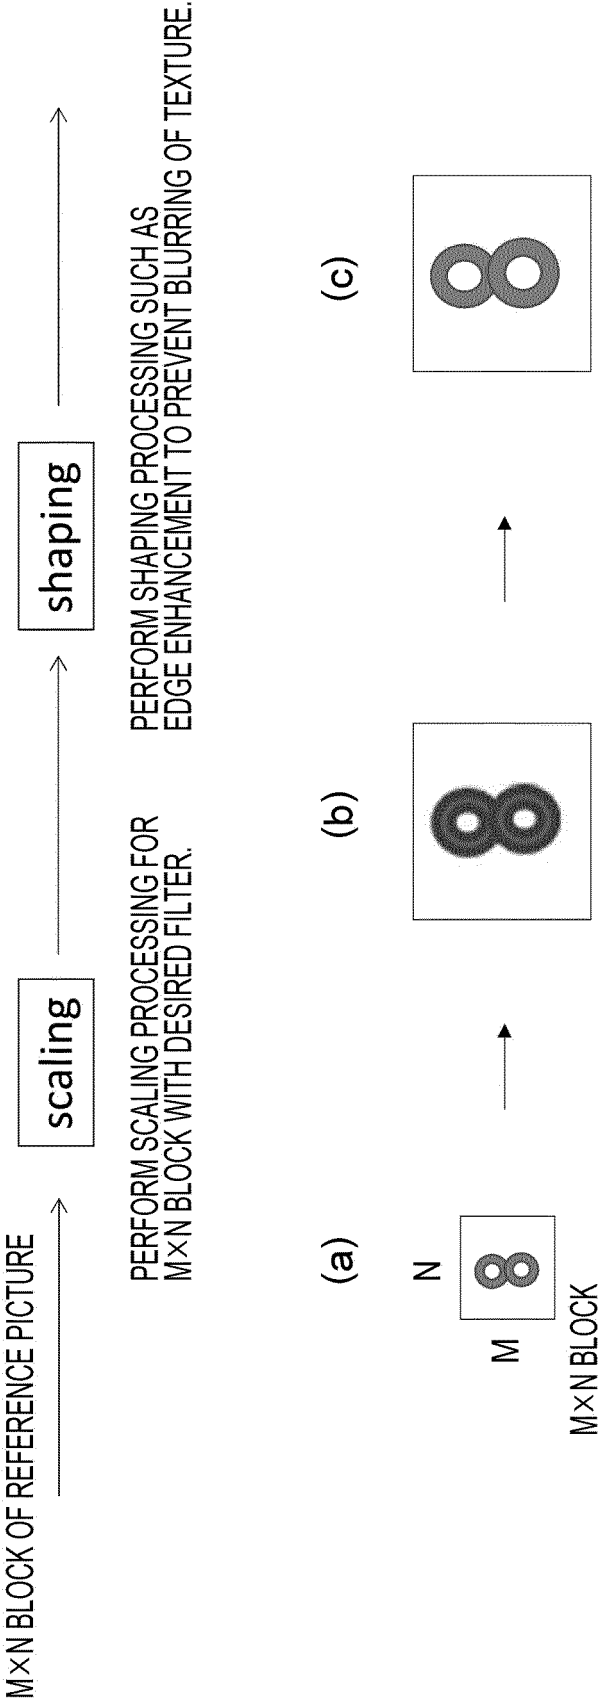 M×N BLOCK OF REFERENCE PICTURE
scaling
shaping
PERFORM SCALING PROCESSING FOR
M×N BLOCK WITH DESIRED FILTER.
PERFORM SHAPING PROCESSING SUCH AS
EDGE ENHANCEMENT TO PREVENT BLURRING OF TEXTURE.
(a)
(b)
(c)
N
M
M×N BLOCK